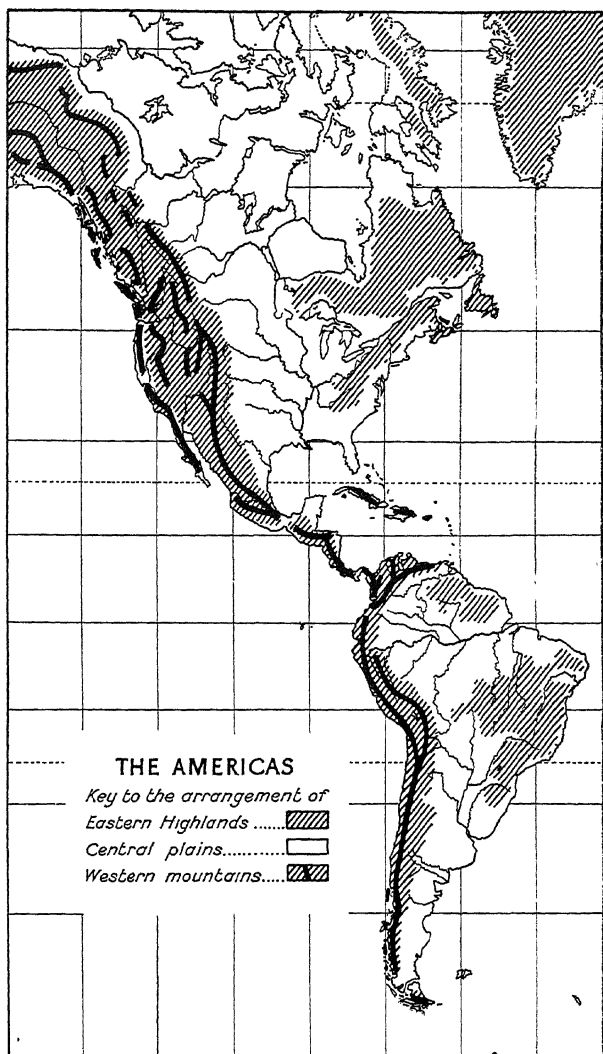 THE AMERICAS
Key to the arrangement of
Eastern Highlands ......
Central plains............
Western mountains.....